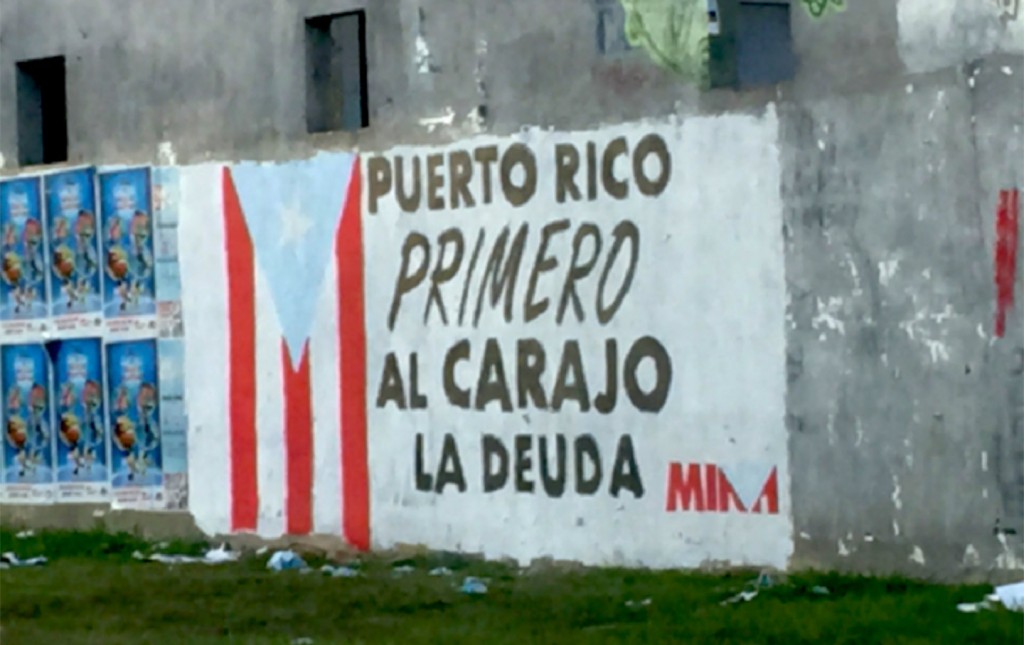 PUERTO RICO
PRIMERO
AL CARAJO
LA DEUDA